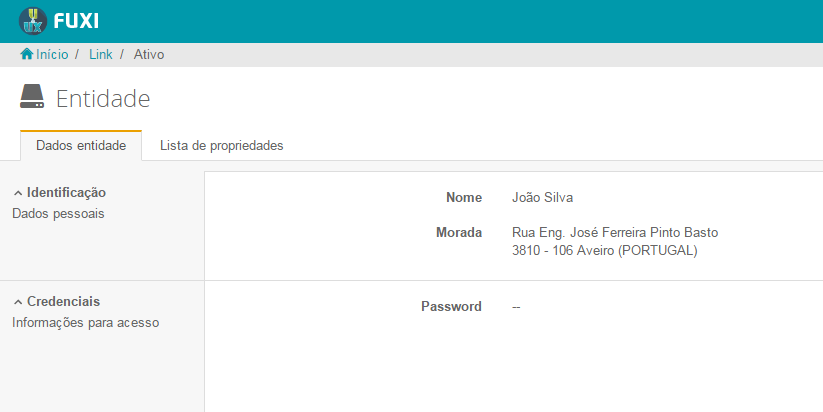 FUXI
Início / Link / Ativo
Entidade
Dados entidade Lista de propriedades
Identificação
Dados pessoais
Nome João Silva
Morada Rua Eng. José Ferreira Pinto Basto
3810 - 106 Aveiro (PORTUGAL)
Credenciais
Informações para acesso
Password --